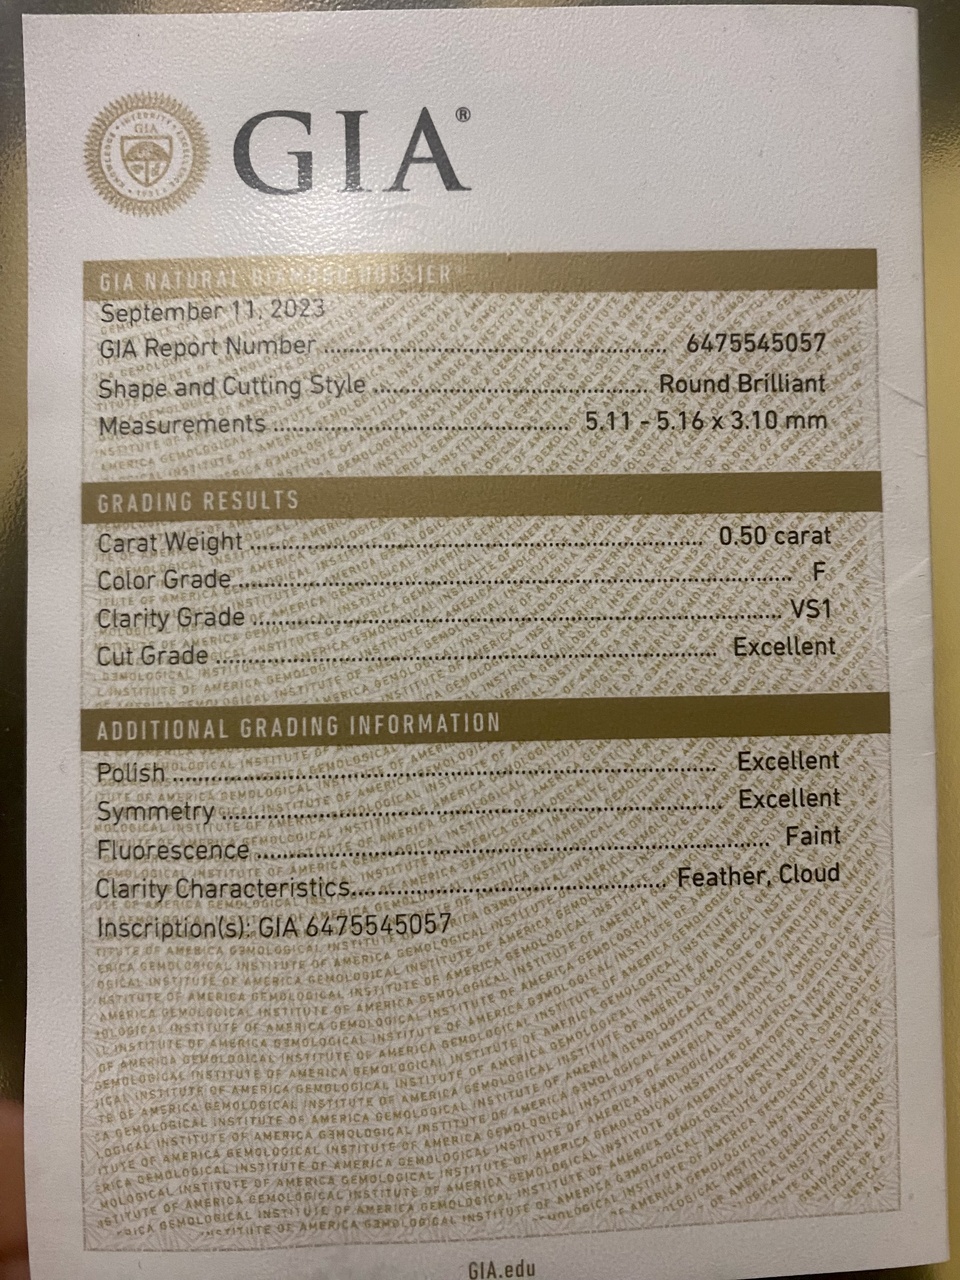 GIA®
GIA NATURAL DIAMOND DOSSIER
September 11, 2023
GIA Report Number ........................................................ 6475545057
Shape and Cutting Style ............................................. Round Brilliant
Measurements .................................................. 5.11 - 5.16 x 3.10 mm
GRADING RESULTS
Carat Weight .......................................................................... 0.50 carat
Color Grade ............................................................................................ F
Clarity Grade ...................................................................................... VS1
Cut Grade ................................................................................ Excellent
ADDITIONAL GRADING INFORMATION
Polish ....................................................................................... Excellent
Symmetry ................................................................................ Excellent
Fluorescence ................................................................................. Faint
Clarity Characteristics .................................................. Feather, Cloud
Inscription(s): GIA 6475545057
GIA.edu